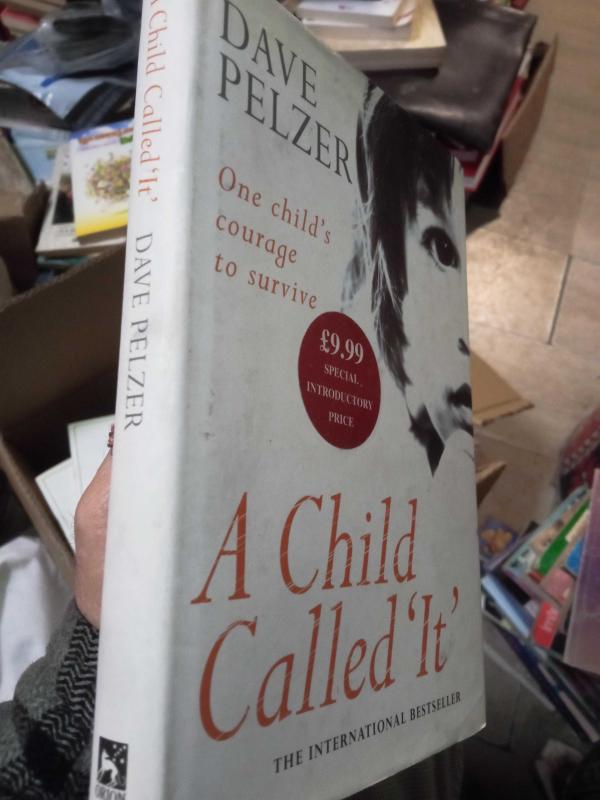 A Child Called 'It' DAVE PELZER
ORION
DAVE
PELZER
One child's
courage
to survive
£9.99
SPECIAL
INTRODUCTORY
PRICE
A Child
Called 'It'
THE INTERNATIONAL BESTSELLER